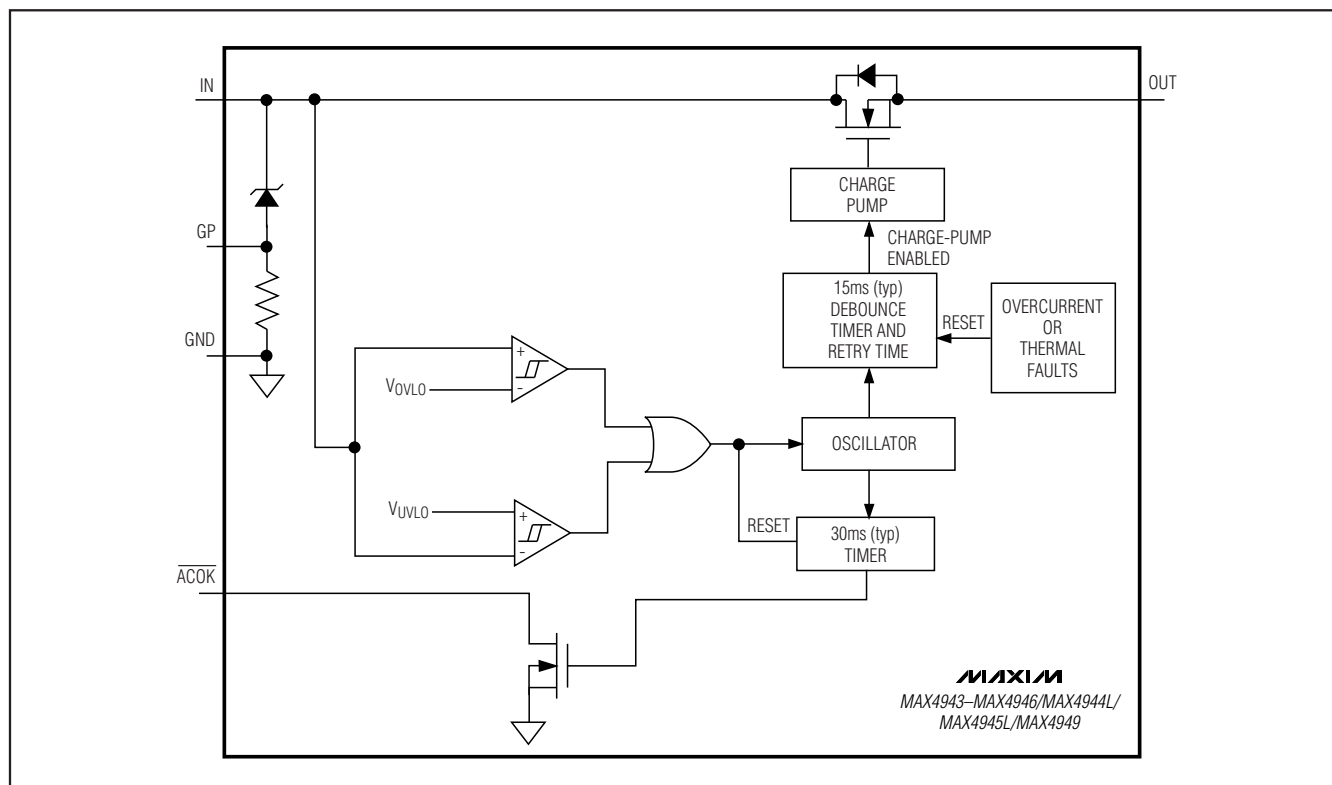 IN
OUT
CHARGE
PUMP
GP
CHARGE-PUMP
ENABLED
15ms (typ)
DEBOUNCE
TIMER AND
RETRY TIME
RESET
OVERCURRENT
OR
THERMAL
FAULTS
GND
+
-
VOVLO
OSCILLATOR
VUVLO
+
-
RESET
30ms (typ)
TIMER
ACOK
MAXIM
MAX4943–MAX4946/MAX4944L/
MAX4945L/MAX4949